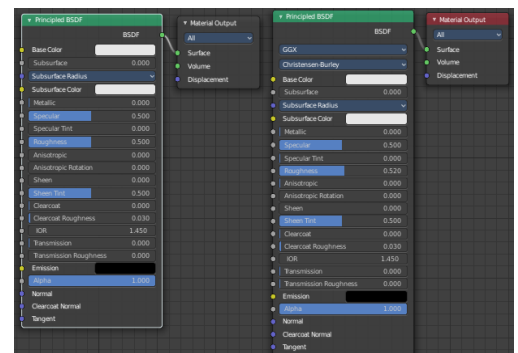 Principled BSDF
BSDF
Base Color
Subsurface 0.000
Subsurface Radius
Subsurface Color
Metallic 0.000
Specular 0.500
Specular Tint 0.000
Roughness 0.500
Anisotropic 0.000
Anisotropic Rotation 0.000
Sheen 0.000
Sheen Tint 0.500
Clearcoat 0.000
Clearcoat Roughness 0.030
IOR 1.450
Transmission 0.000
Transmission Roughness 0.000
Emission
Alpha 1.000
Normal
Clearcoat Normal
Tangent
Material Output
All
Surface
Volume
Displacement
Principled BSDF
BSDF
GGX
Christensen-Burley
Base Color
Subsurface 0.000
Subsurface Radius
Subsurface Color
Metallic 0.000
Specular 0.500
Specular Tint 0.000
Roughness 0.520
Anisotropic 0.000
Anisotropic Rotation 0.000
Sheen 0.000
Sheen Tint 0.500
Clearcoat 0.000
Clearcoat Roughness 0.030
IOR 1.450
Transmission 0.000
Transmission Roughness 0.000
Emission
Alpha 1.000
Normal
Clearcoat Normal
Tangent
Material Output
All
Surface
Volume
Displacement